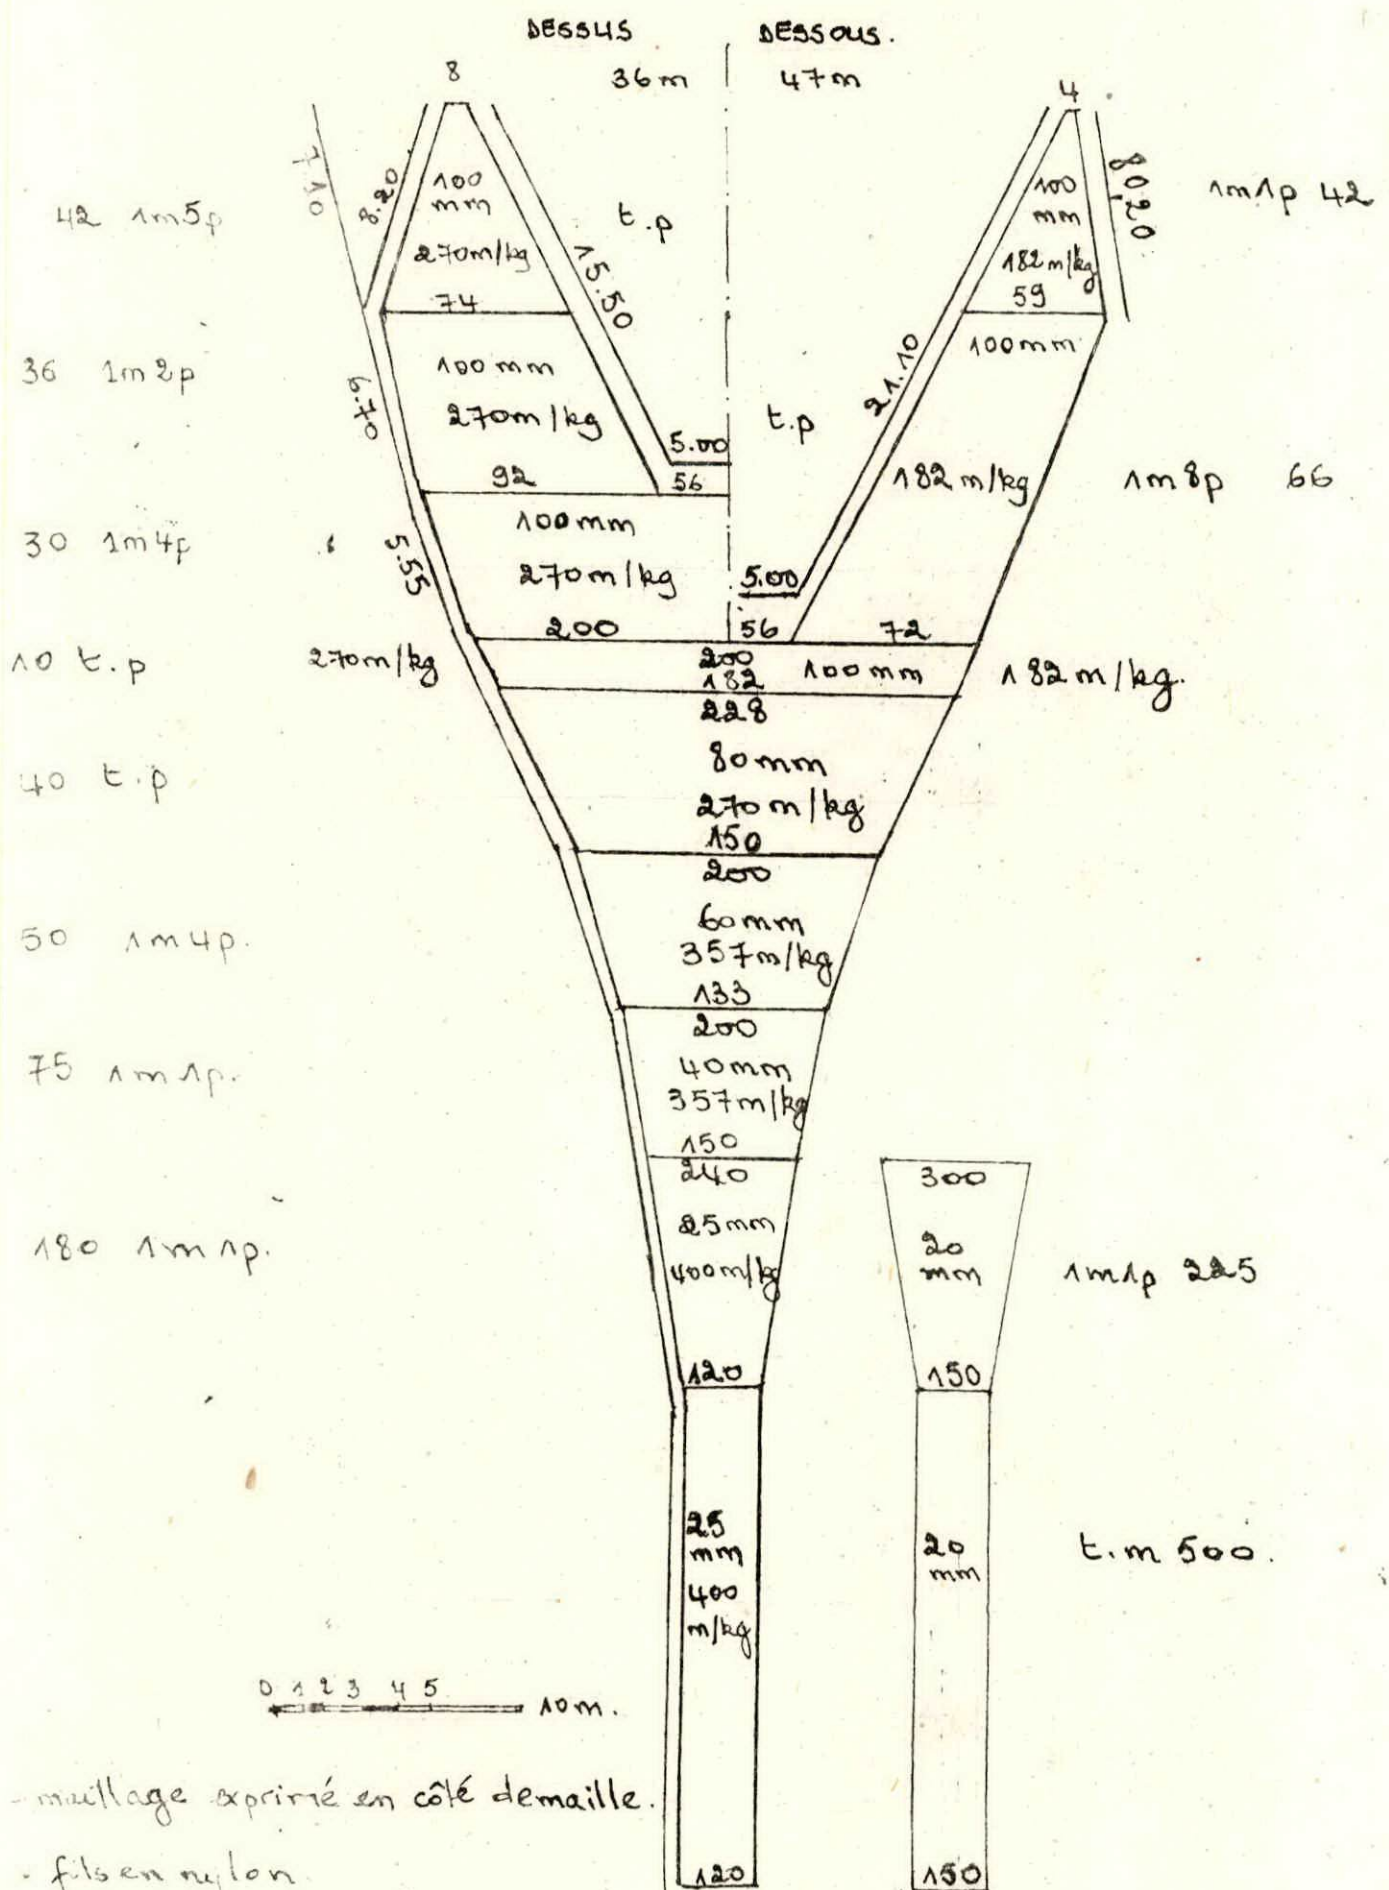 DESSUS DESSOUS.
36m 47m
8 4
7.10 8.20 100 mm 270m/kg 15.50 t.p 100 mm 182m/kg 80,20
42 1m5p 1m1p 42
74 59
36 1m2p 6.70 100mm 270m/kg 21.10 100mm
5.00 t.p
92 56 182m/kg 1m8p 66
30 1m4p 5.55 100mm 270m/kg
5.00
200 56 72
10 t.p 270m/kg 200 100mm 182m/kg.
182
228
40 t.p 80mm
270m/kg
150
200
50 1m4p. 60mm
357m/kg
133
200
75 1m1p. 40mm
357m/kg
150
240 300
180 1m1p. 25mm 20 mm 1m1p 225
400m/kg
120 150
25 mm 20 mm t.m 500.
400 m/kg
0 1 2 3 4 5 10m.
- maillage exprimé en côté demaille.
- fils en nylon
120 150